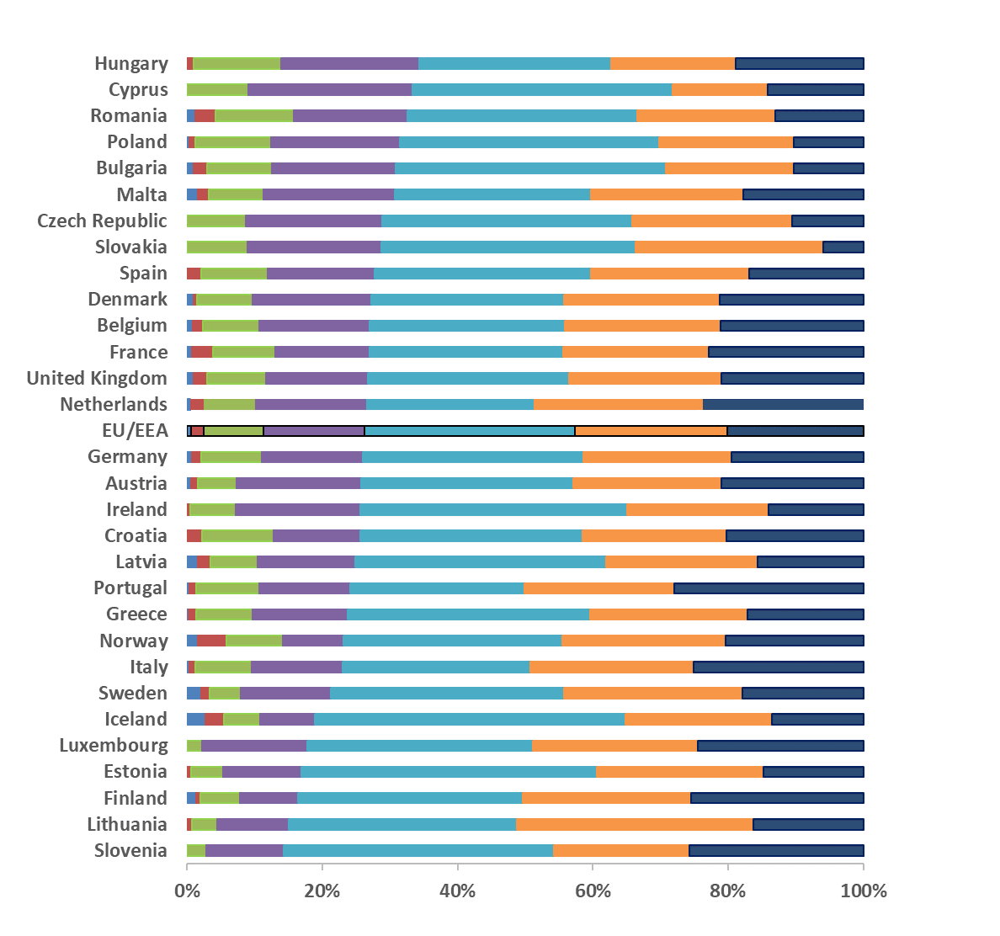 Hungary
Cyprus
Romania
Poland
Bulgaria
Malta
Czech Republic
Slovakia
Spain
Denmark
Belgium
France
United Kingdom
Netherlands
EU/EEA
Germany
Austria
Ireland
Croatia
Latvia
Portugal
Greece
Norway
Italy
Sweden
Iceland
Luxembourg
Estonia
Finland
Lithuania
Slovenia
0% 20% 40% 60% 80% 100%